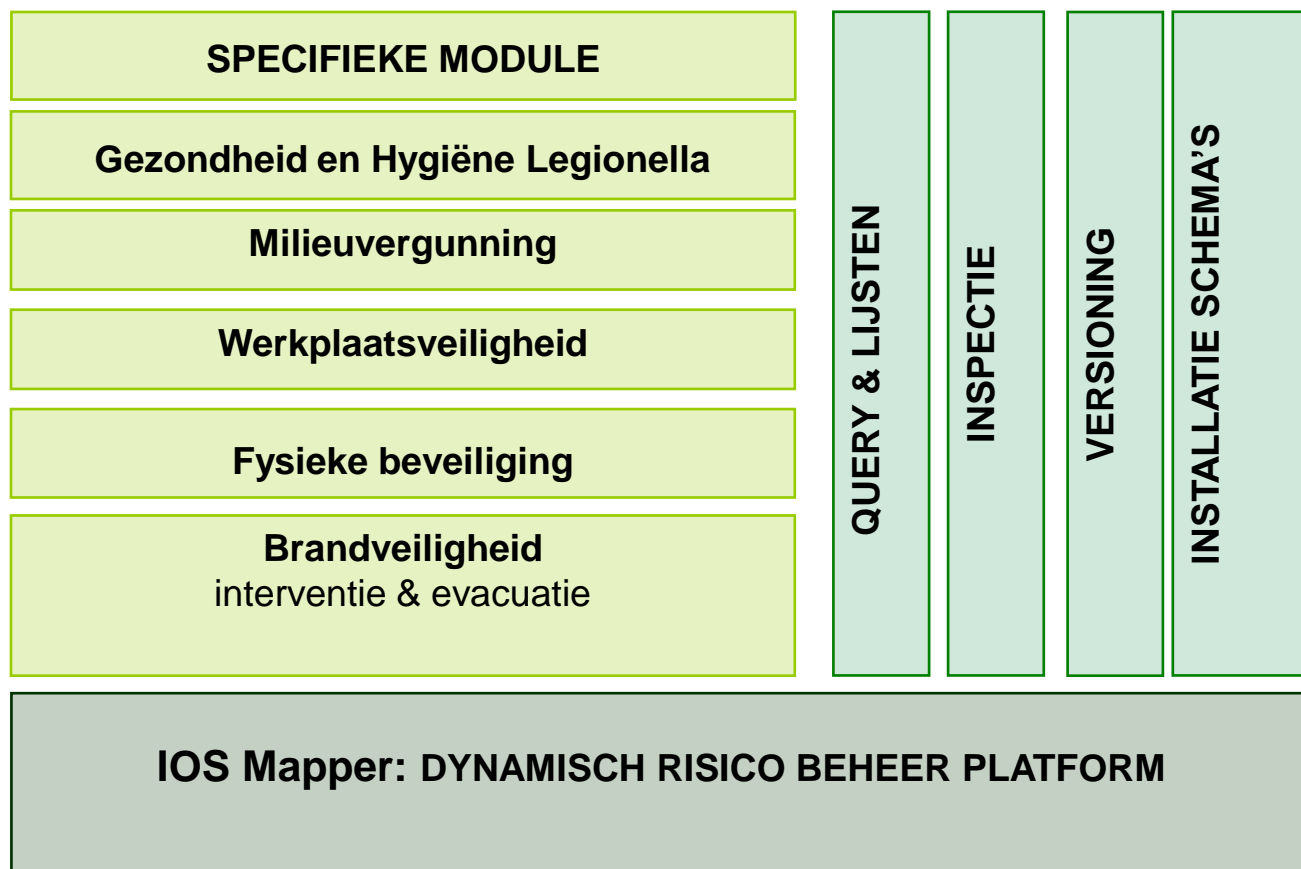 SPECIFIEKE MODULE
Gezondheid en Hygiëne Legionella
Milieuvergunning
Werkplaatsveiligheid
Fysieke beveiliging
Brandveiligheid
interventie & evacuatie
QUERY & LIJSTEN
INSPECTIE
VERSIONING
INSTALLATIE SCHEMA'S
IOS Mapper: DYNAMISCH RISICO BEHEER PLATFORM